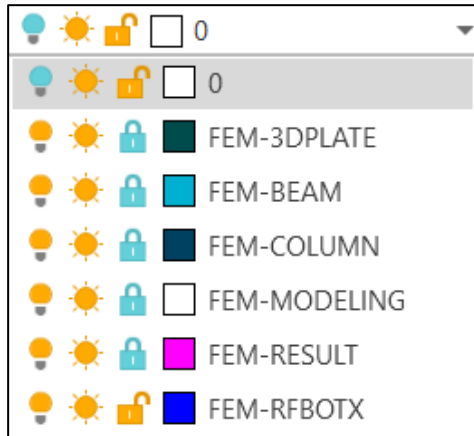 0
0
FEM-3DPLATE
FEM-BEAM
FEM-COLUMN
FEM-MODELING
FEM-RESULT
FEM-RFBOTX